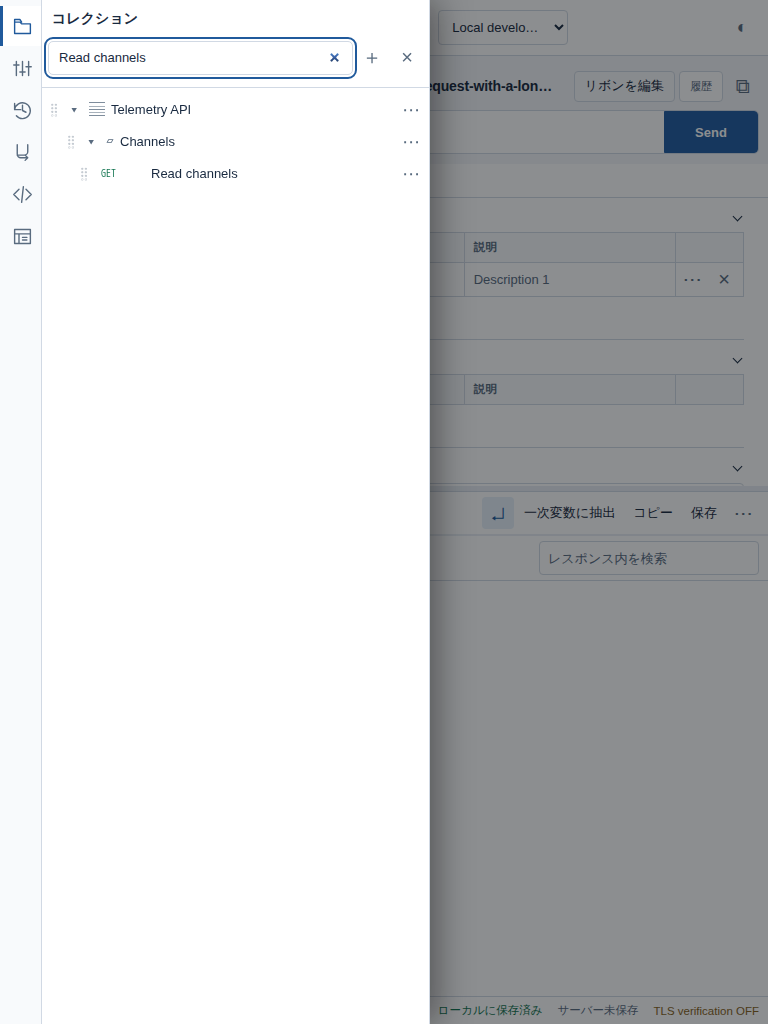 コレクション
Read channels
Telemetry API
Channels
GET Read channels
Local develo…
equest-with-a-lon…
リボンを編集
履歴
Send
説明
Description 1
説明
一次変数に抽出
コピー
保存
レスポンス内を検索
ローカルに保存済み
サーバー未保存
TLS verification OFF